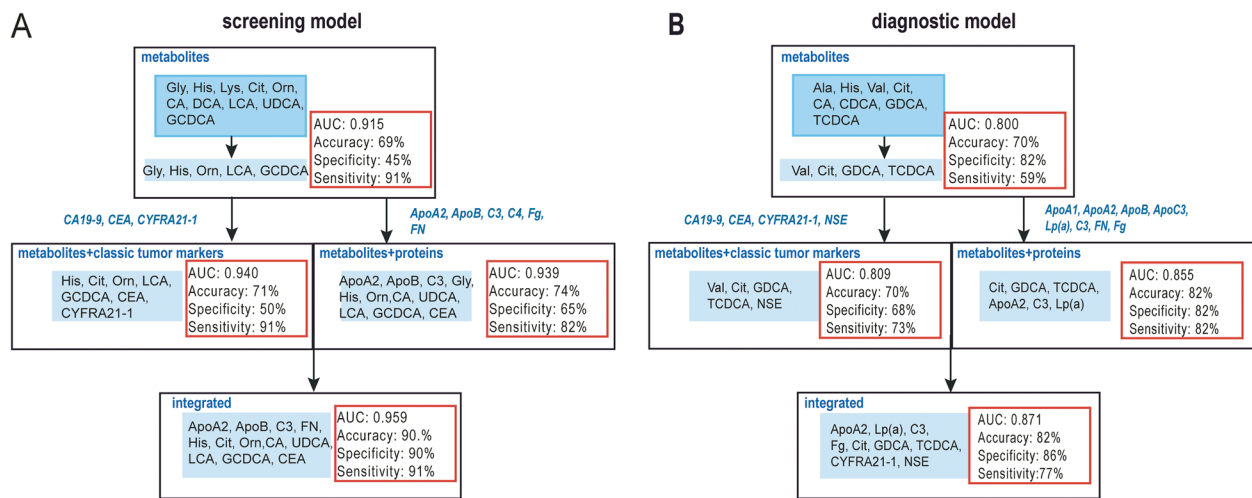 A
screening model
metabolites
Gly, His, Lys, Cit, Orn,
CA, DCA, LCA, UDCA,
GCDCA
Gly, His, Orn, LCA, GCDCA
AUC: 0.915
Accuracy: 69%
Specificity: 45%
Sensitivity: 91%
CA19-9, CEA, CYFRA21-1
ApoA2, ApoB, C3, C4, Fg,
FN
metabolites+classic tumor markers
His, Cit, Orn, LCA,
GCDCA, CEA,
CYFRA21-1
AUC: 0.940
Accuracy: 71%
Specificity: 50%
Sensitivity: 91%
metabolites+proteins
ApoA2, ApoB, C3, Gly,
His, Orn,CA, UDCA,
LCA, GCDCA, CEA
AUC: 0.939
Accuracy: 74%
Specificity: 65%
Sensitivity: 82%
integrated
ApoA2, ApoB, C3, FN,
His, Cit, Orn,CA, UDCA,
LCA, GCDCA, CEA
AUC: 0.959
Accuracy: 90.%
Specificity: 90%
Sensitivity: 91%
B
diagnostic model
metabolites
Ala, His, Val, Cit,
CA, CDCA, GDCA,
TCDCA
Val, Cit, GDCA, TCDCA
AUC: 0.800
Accuracy: 70%
Specificity: 82%
Sensitivity: 59%
CA19-9, CEA, CYFRA21-1, NSE
ApoA1, ApoA2, ApoB, ApoC3,
Lp(a), C3, FN, Fg
metabolites+classic tumor markers
Val, Cit, GDCA,
TCDCA, NSE
AUC: 0.809
Accuracy: 70%
Specificity: 68%
Sensitivity: 73%
metabolites+proteins
Cit, GDCA, TCDCA,
ApoA2, C3, Lp(a)
AUC: 0.855
Accuracy: 82%
Specificity: 82%
Sensitivity: 82%
integrated
ApoA2, Lp(a), C3,
Fg, Cit, GDCA, TCDCA,
CYFRA21-1, NSE
AUC: 0.871
Accuracy: 82%
Specificity: 86%
Sensitivity:77%